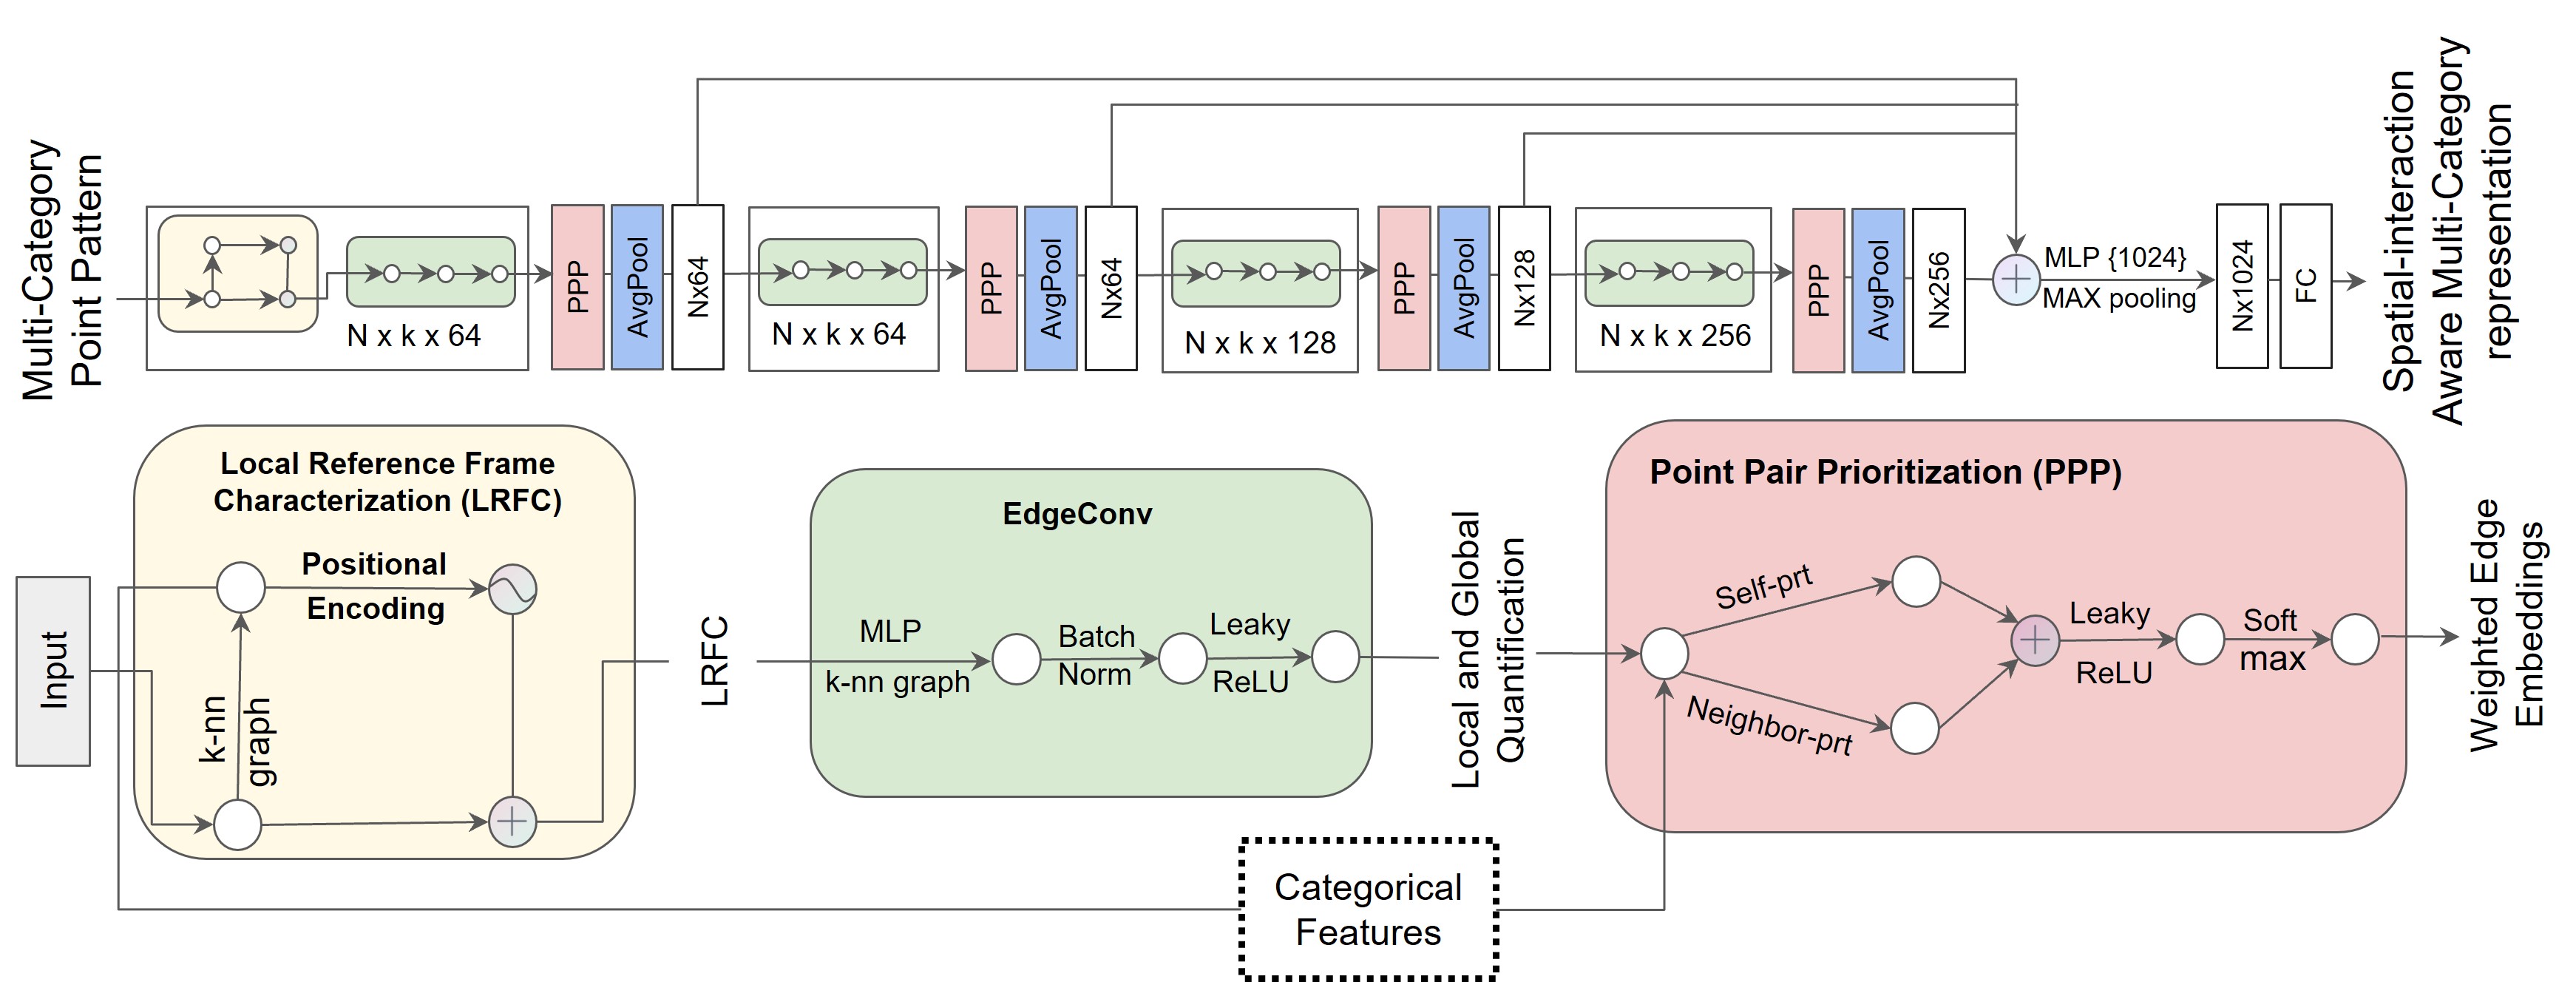 Multi-Category
Point Pattern
N x k x 64
PPP
AvgPool
Nx64
N x k x 64
PPP
AvgPool
Nx64
N x k x 128
PPP
AvgPool
Nx128
N x k x 256
PPP
AvgPool
Nx256
MLP {1024}
MAX pooling
Nx1024
FC
Spatial-interaction
Aware Multi-Category
representation
Input
Local Reference Frame
Characterization (LRFC)
Positional
Encoding
k-nn
graph
LRFC
EdgeConv
MLP
k-nn graph
Batch
Norm
Leaky
ReLU
Local and Global
Quantification
Point Pair Prioritization (PPP)
Self-prt
Neighbor-prt
Leaky
ReLU
Soft
max
Weighted Edge
Embeddings
Categorical
Features